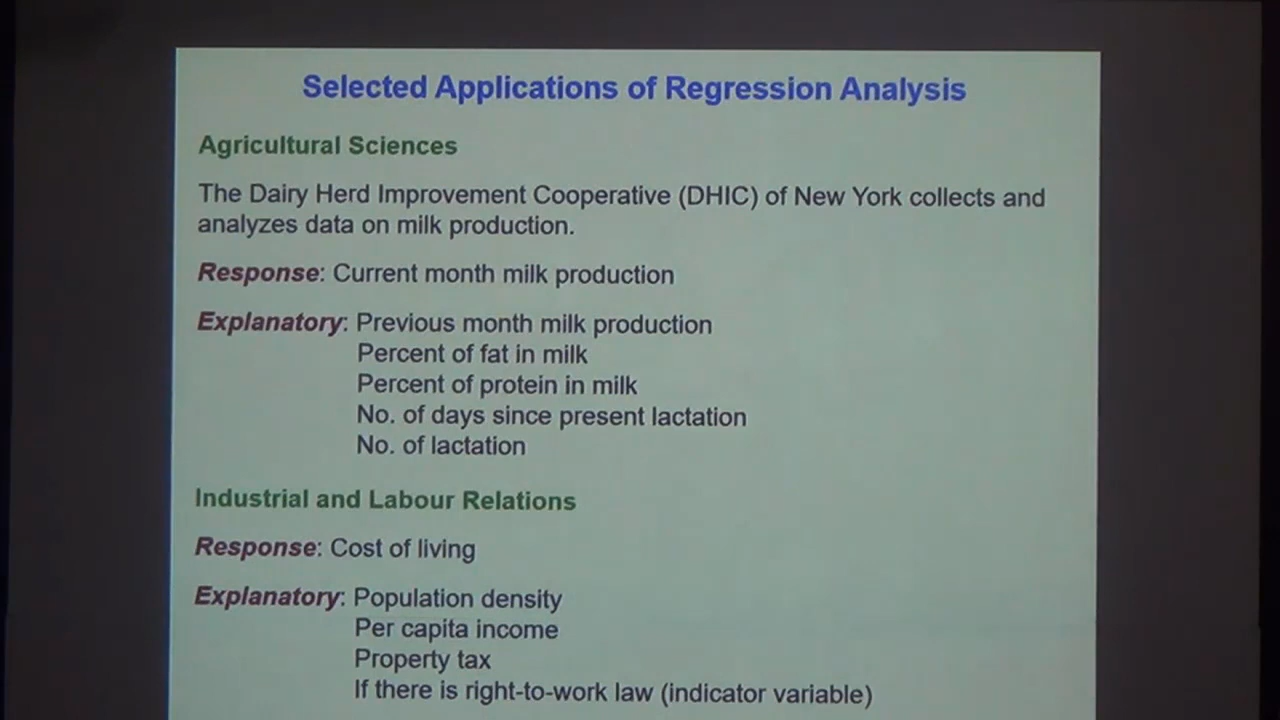 Selected Applications of Regression Analysis
Agricultural Sciences
The Dairy Herd Improvement Cooperative (DHIC) of New York collects and
analyzes data on milk production.
Response: Current month milk production
Explanatory: Previous month milk production
Percent of fat in milk
Percent of protein in milk
No. of days since present lactation
No. of lactation
Industrial and Labour Relations
Response: Cost of living
Explanatory: Population density
Per capita income
Property tax
If there is right-to-work law (indicator variable)